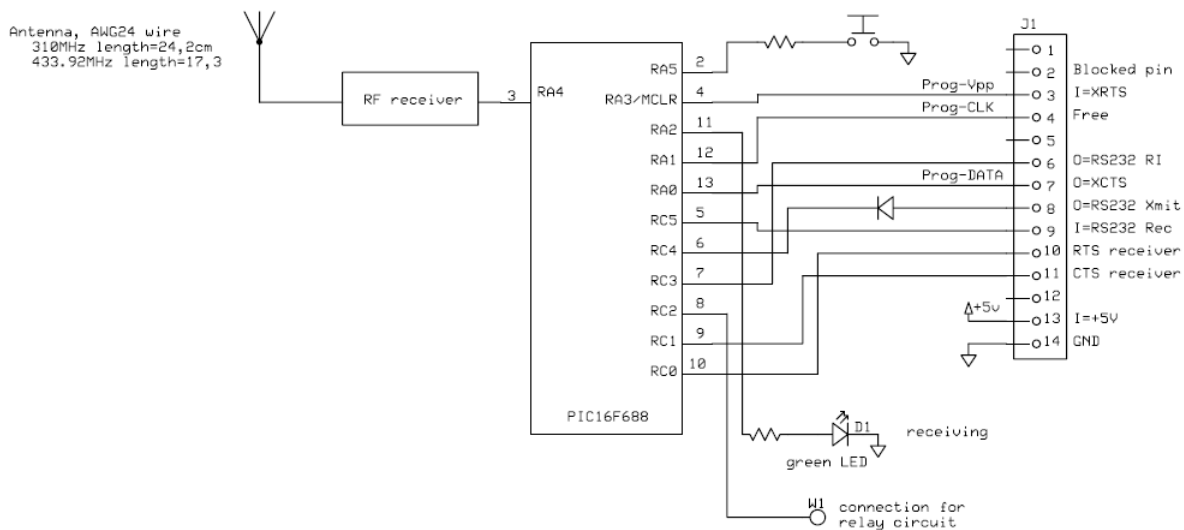 Antenna, AWG24 wire
310MHz length=24,2cm
433.92MHz length=17,3
RF receiver
3
RA4
PIC16F688
RA5
2
RA3/MCLR
4
RA2
11
RA1
12
RA0
13
RC5
5
RC4
6
RC3
7
RC2
8
RC1
9
RC0
10
Prog-Vpp
Prog-CLK
Prog-DATA
J1
1
2 Blocked pin
3 I=XRTS
4 Free
5
6 O=RS232 RI
7 O=XCTS
8 O=RS232 Xmit
9 I=RS232 Rec
10 RTS receiver
11 CTS receiver
12
+5v
13 I=+5V
14 GND
D1
receiving
green LED
W1
connection for
relay circuit